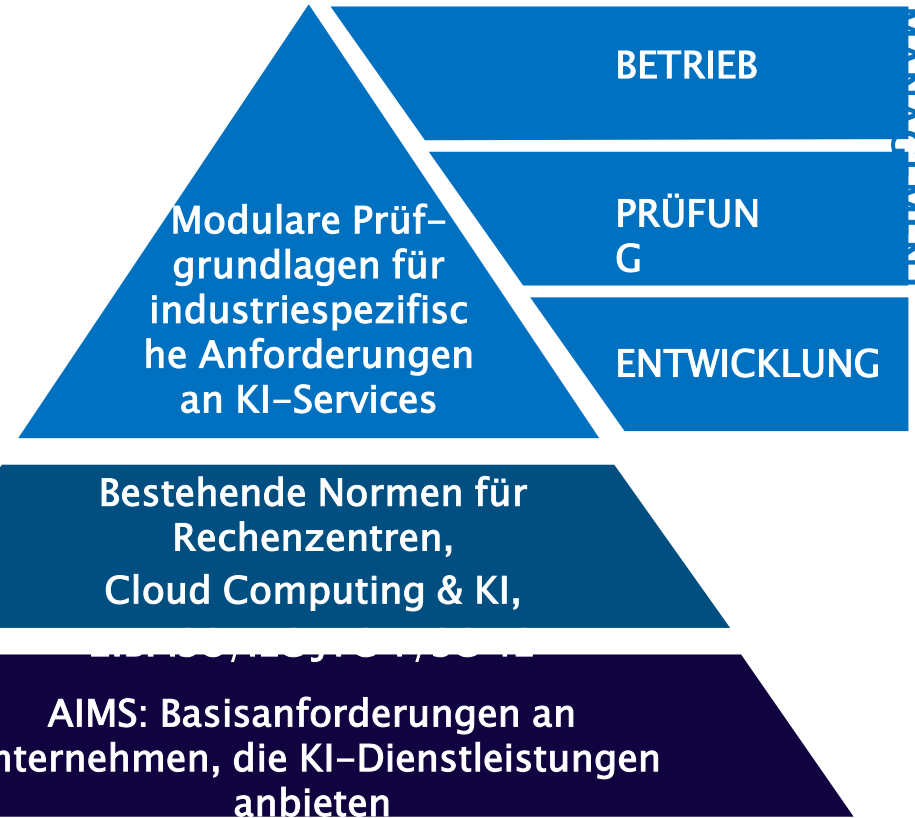 BETRIEB
PRÜFUN
G
ENTWICKLUNG
Modulare Prüf–
grundlagen für
industriespezifisc
he Anforderungen
an KI–Services
Bestehende Normen für
Rechenzentren,
Cloud Computing & KI,
AIMS: Basisanforderungen an
nternehmen, die KI–Dienstleistungen
anbieten